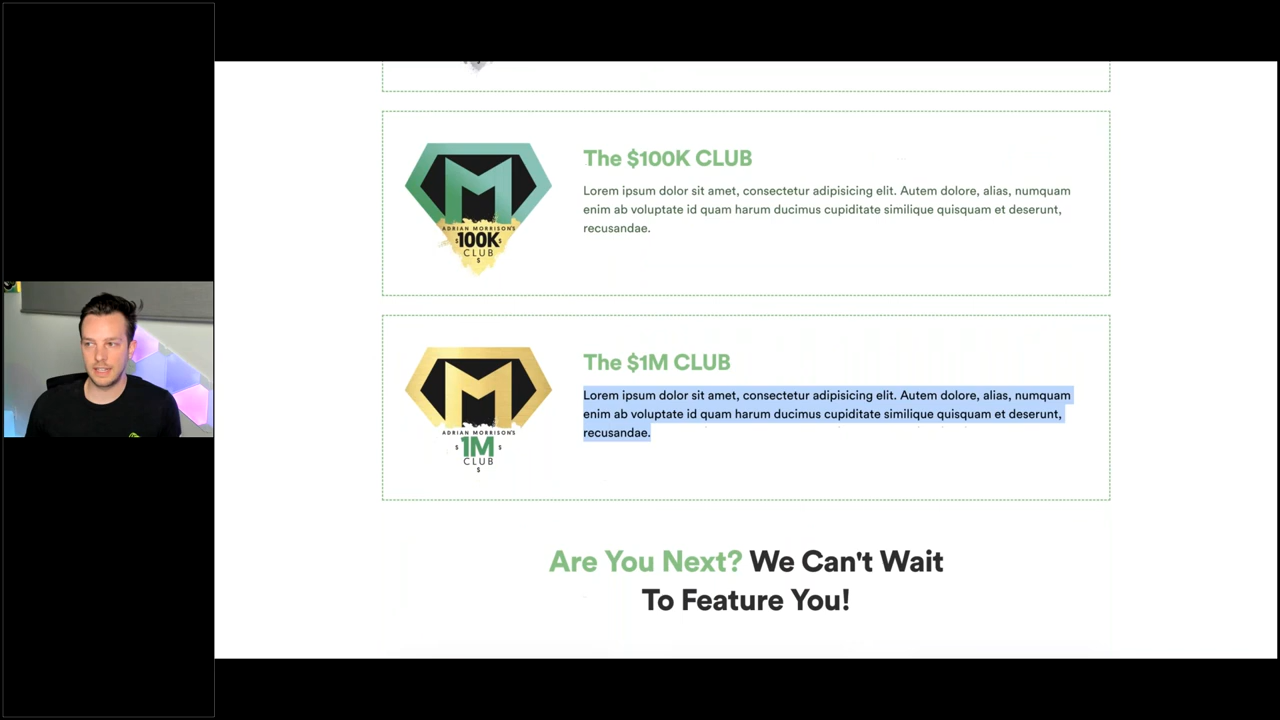 The $100K CLUB
Lorem ipsum dolor sit amet, consectetur adipisicing elit. Autem dolore, alias, numquam
enim ab voluptate id quam harum ducimus cupiditate similique quisquam et deserunt,
recusandae.
M
ADRIAN MORRISON'S
$ 100K $
CLUB
$
The $1M CLUB
Lorem ipsum dolor sit amet, consectetur adipisicing elit. Autem dolore, alias, numquam
enim ab voluptate id quam harum ducimus cupiditate similique quisquam et deserunt,
recusandae.
M
ADRIAN MORRISON'S
$ 1M $
CLUB
$
Are You Next? We Can't Wait
To Feature You!